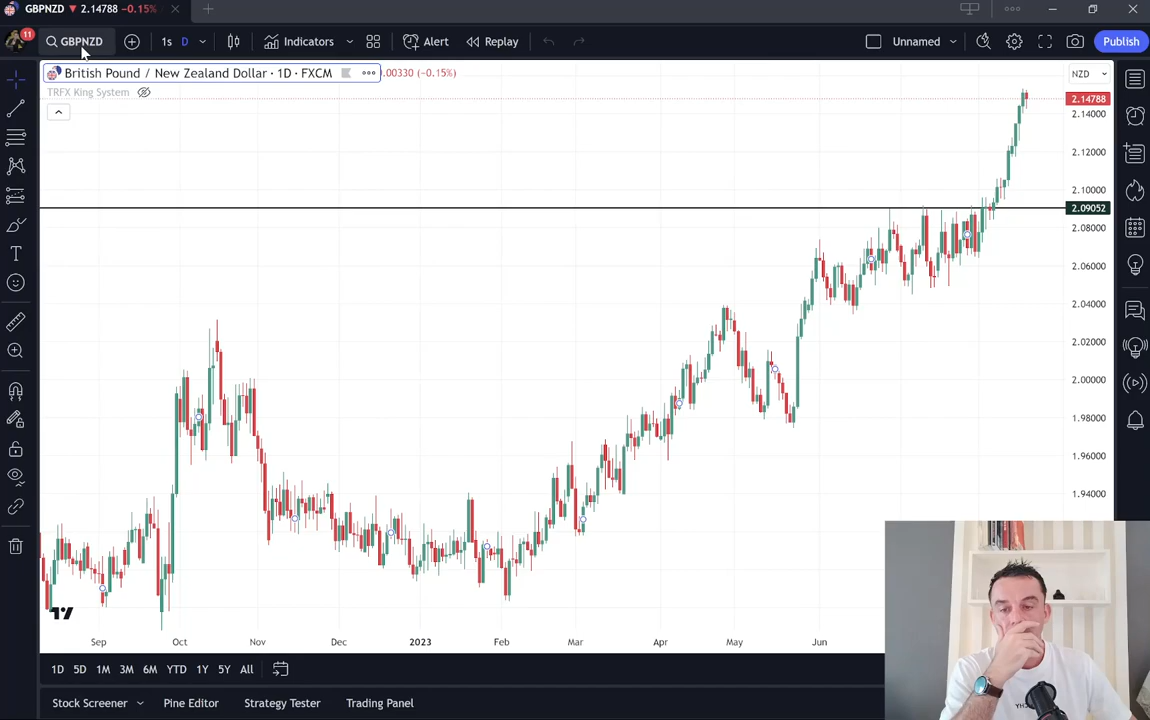 GBPNZD ▼ 2.14788 −0.15%
11
GBPNZD
1s
D
Indicators
Alert
Replay
Unnamed
Publish
British Pound / New Zealand Dollar · 1D · FXCM
.00330 (−0.15%)
NZD
TRFX King System
2.14788
2.14000
2.12000
2.10000
2.09052
2.08000
2.06000
2.04000
2.02000
2.00000
1.98000
1.96000
1.94000
Sep
Oct
Nov
Dec
2023
Feb
Mar
Apr
May
Jun
1D
5D
1M
3M
6M
YTD
1Y
5Y
All
Stock Screener
Pine Editor
Strategy Tester
Trading Panel